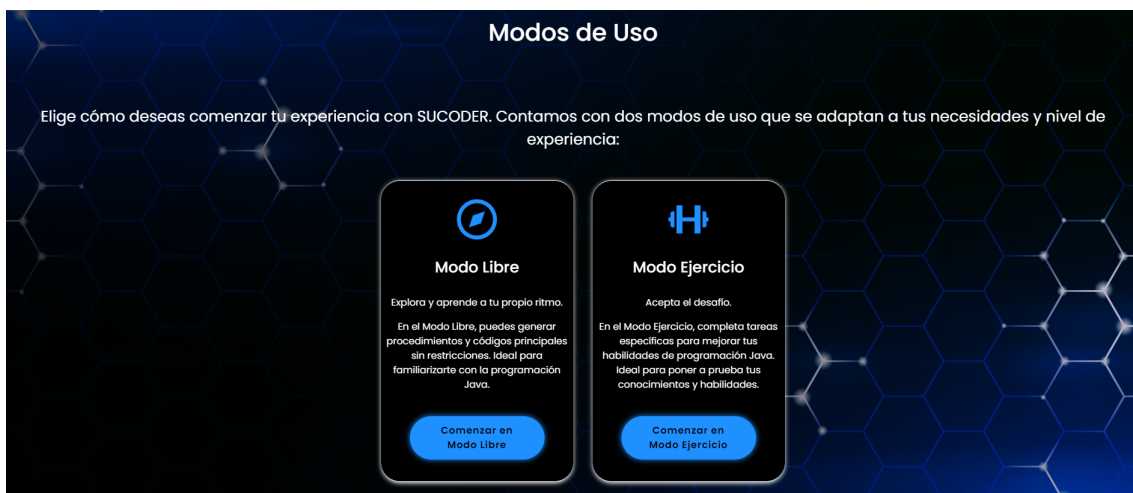 Modos de Uso
Elige cómo deseas comenzar tu experiencia con SUCODER. Contamos con dos modos de uso que se adaptan a tus necesidades y nivel de
experiencia:
Modo Libre
Explora y aprende a tu propio ritmo.
En el Modo Libre, puedes generar
procedimientos y códigos principales
sin restricciones. Ideal para
familiarizarte con la programación
Java.
Comenzar en
Modo Libre
Modo Ejercicio
Acepta el desafío.
En el Modo Ejercicio, completa tareas
específicas para mejorar tus
habilidades de programación Java.
Ideal para poner a prueba tus
conocimientos y habilidades.
Comenzar en
Modo Ejercicio